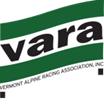 vara
VERMONT ALPINE RACING ASSOCIATION, INC